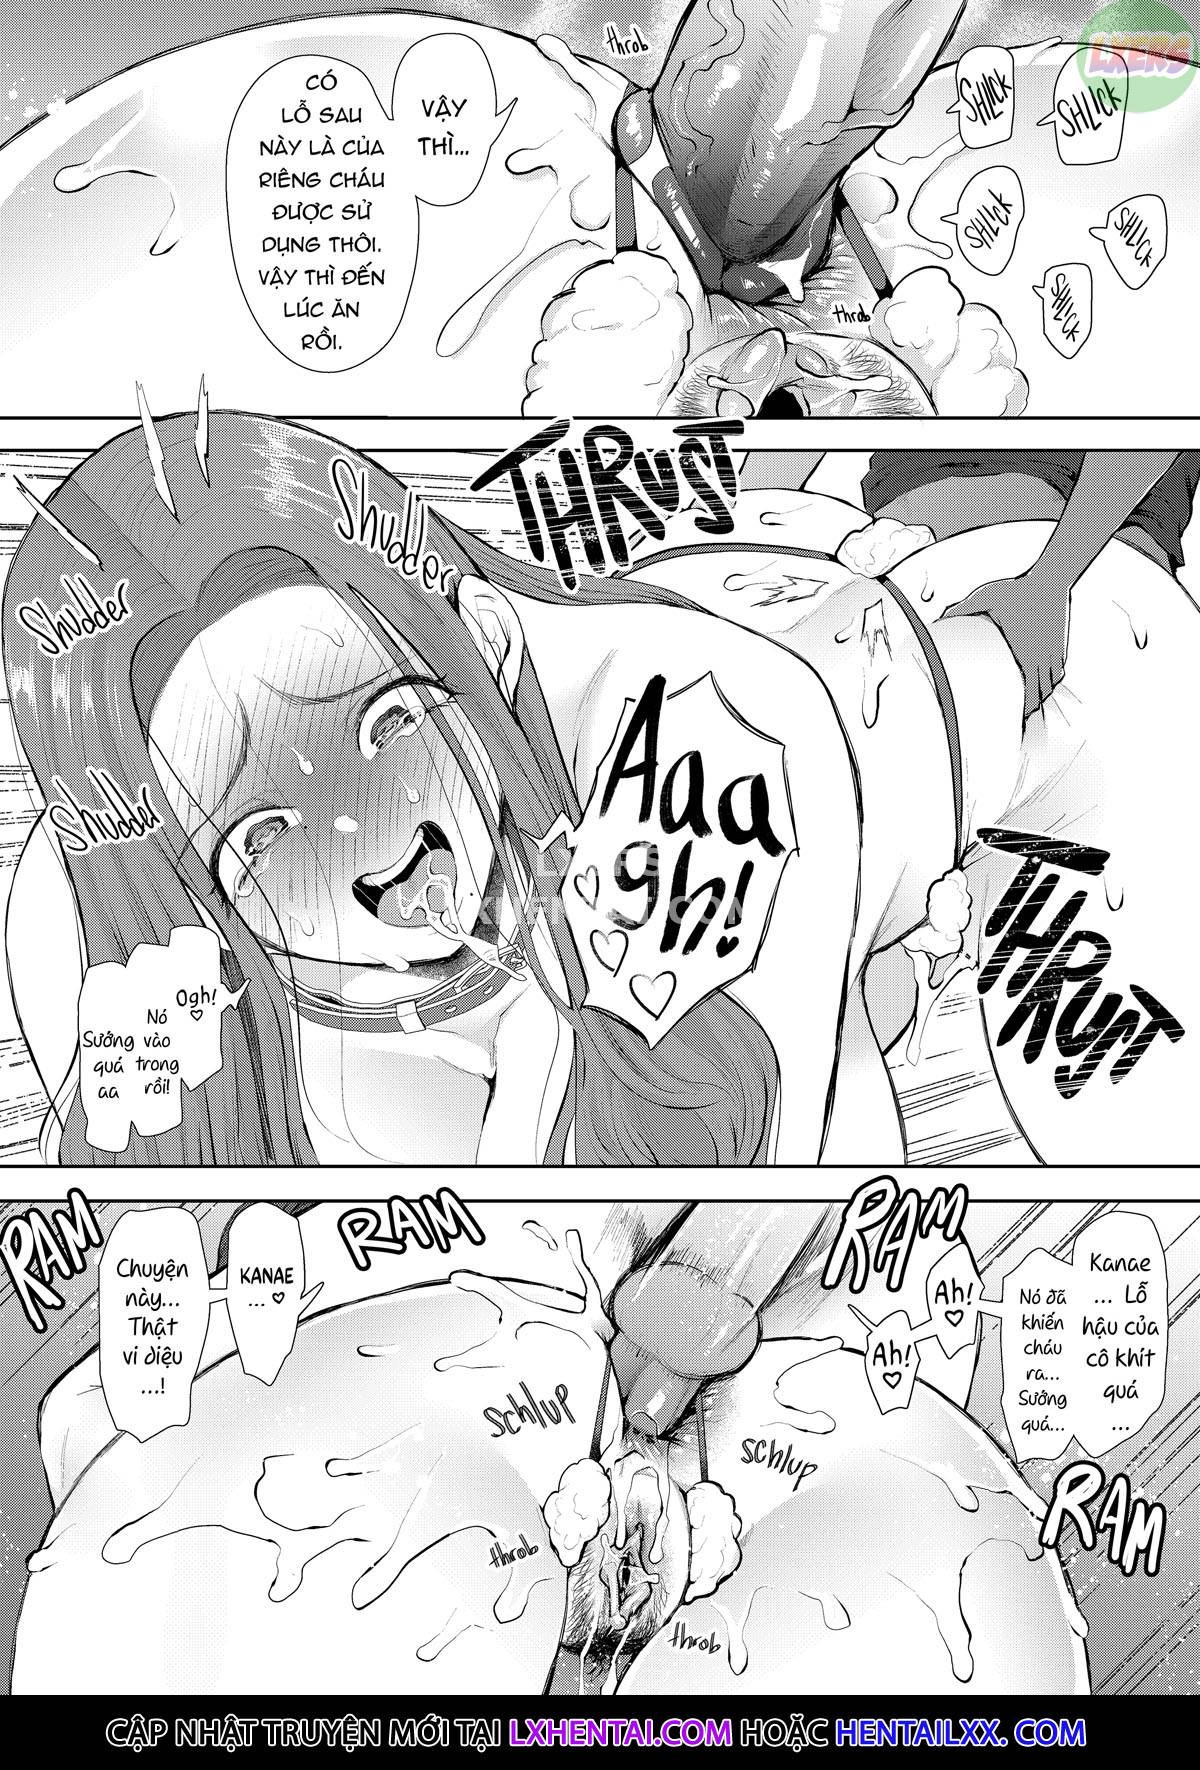 throb
SHLICK
SHLICK
SHLICK
SHLICK
SHLICK
VẬY
THÌ...
CÓ
LỖ SAU
NÀY LÀ CỦA
RIÊNG CHÁU
ĐƯỢC SỬ
DỤNG THÔI.
VẬY THÌ ĐẾN
LÚC ĂN
RỒI.
throb
LXERS
THRUST
Shudder
Shudder
Shudder
Aaa
gh!
THRUST
Ogh!
Nó
vào
trong
rồi!
Sướng
quá
aa
LXERS
LXHENTAI.COM
RAM
RAM
RAM
Kanae
... Lỗ
hậu của
cô khít
quá
...
Nó đã
khiến
cháu
ra...
Sướng
quá...
Ah!
Ah!
KANAE
...
Chuyện
này...
Thật
vi diệu
...!
SCHLUP
SCHLUP
RAM
throb
throb
CẬP NHẬT TRUYỆN MỚI TẠI LXHENTAI.COM HOẶC HENTAILXX. COM